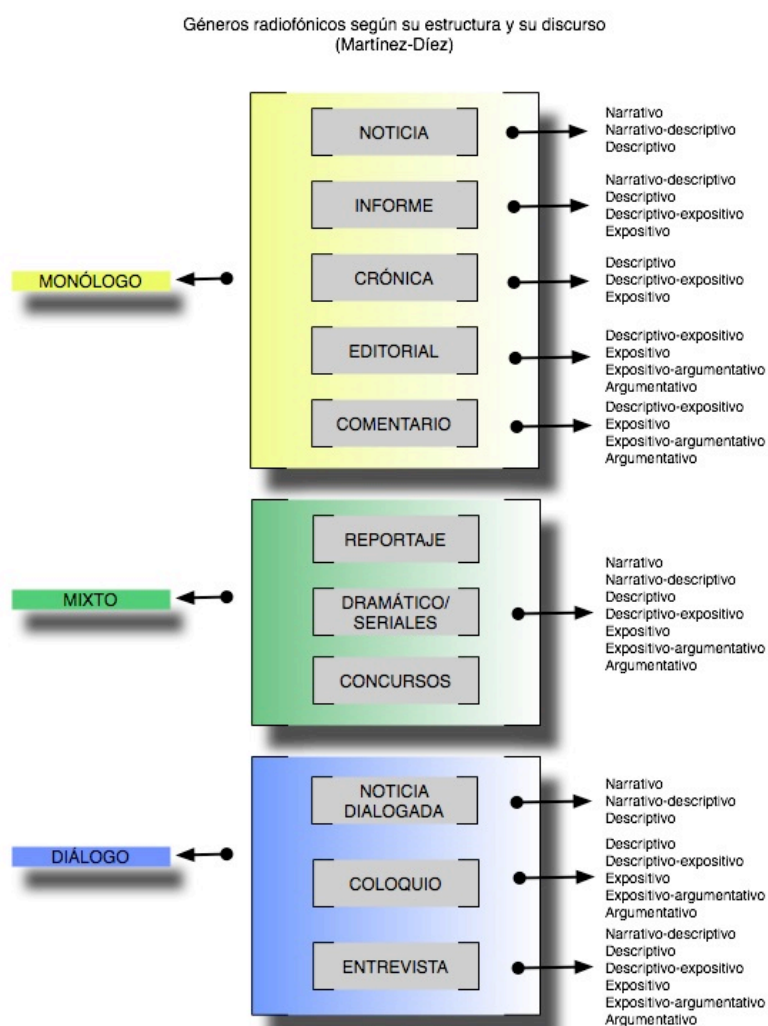 Géneros radiofónicos según su estructura y su discurso
(Martínez-Díez)
MONÓLOGO
NOTICIA
Narrativo
Narrativo-descriptivo
Descriptivo
INFORME
Narrativo-descriptivo
Descriptivo
Descriptivo-expositivo
Expositivo
CRÓNICA
Descriptivo
Descriptivo-expositivo
Expositivo
EDITORIAL
Descriptivo-expositivo
Expositivo
Expositivo-argumentativo
Argumentativo
COMENTARIO
Descriptivo-expositivo
Expositivo
Expositivo-argumentativo
Argumentativo
MIXTO
REPORTAJE
DRAMÁTICO/
SERIALES
CONCURSOS
Narrativo
Narrativo-descriptivo
Descriptivo
Descriptivo-expositivo
Expositivo
Expositivo-argumentativo
Argumentativo
DIÁLOGO
NOTICIA
DIALOGADA
Narrativo
Narrativo-descriptivo
Descriptivo
COLOQUIO
Descriptivo
Descriptivo-expositivo
Expositivo
Expositivo-argumentativo
Argumentativo
ENTREVISTA
Narrativo-descriptivo
Descriptivo
Descriptivo-expositivo
Expositivo
Expositivo-argumentativo
Argumentativo